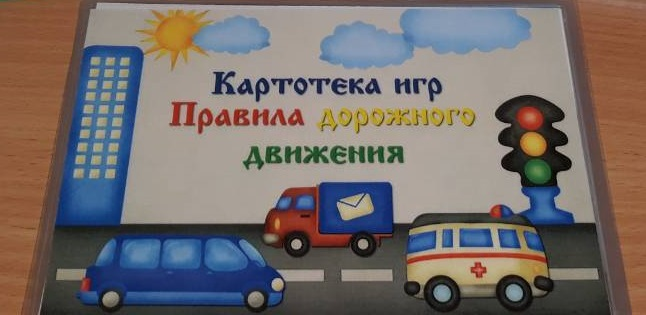 Картотека игр
Правила дорожного
движения